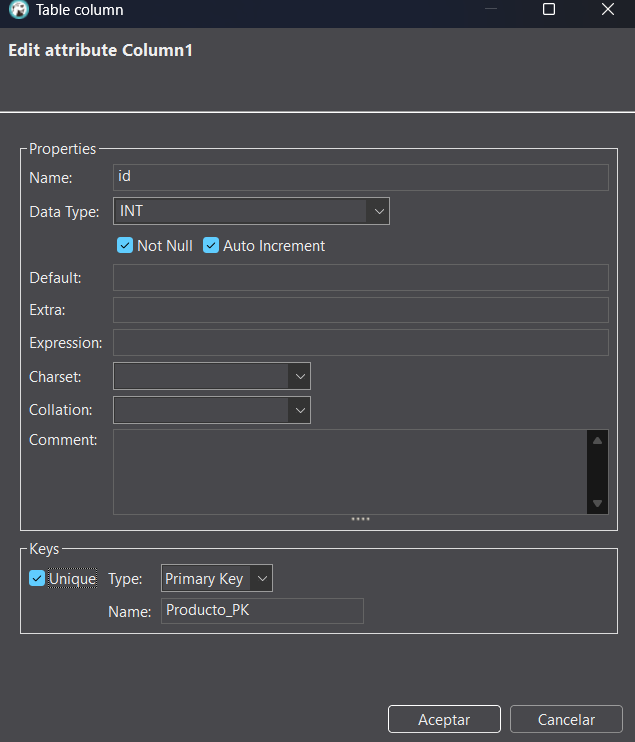 Table column
Edit attribute Column1
Properties
Name: id
Data Type: INT
Not Null Auto Increment
Default:
Extra:
Expression:
Charset:
Collation:
Comment:
Keys
Unique Type: Primary Key
Name: Producto_PK
Aceptar Cancelar